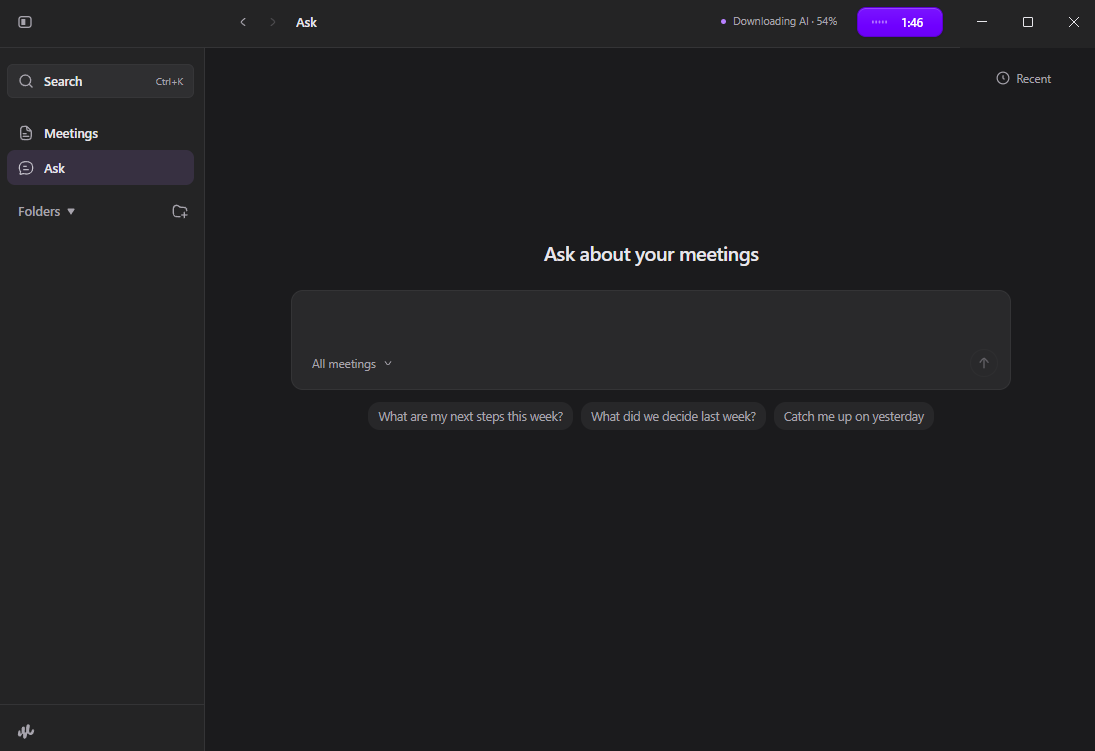 Ask
Downloading AI · 54%
1:46
Search
Ctrl+K
Recent
Meetings
Ask
Folders
Ask about your meetings
All meetings
What are my next steps this week?
What did we decide last week?
Catch me up on yesterday